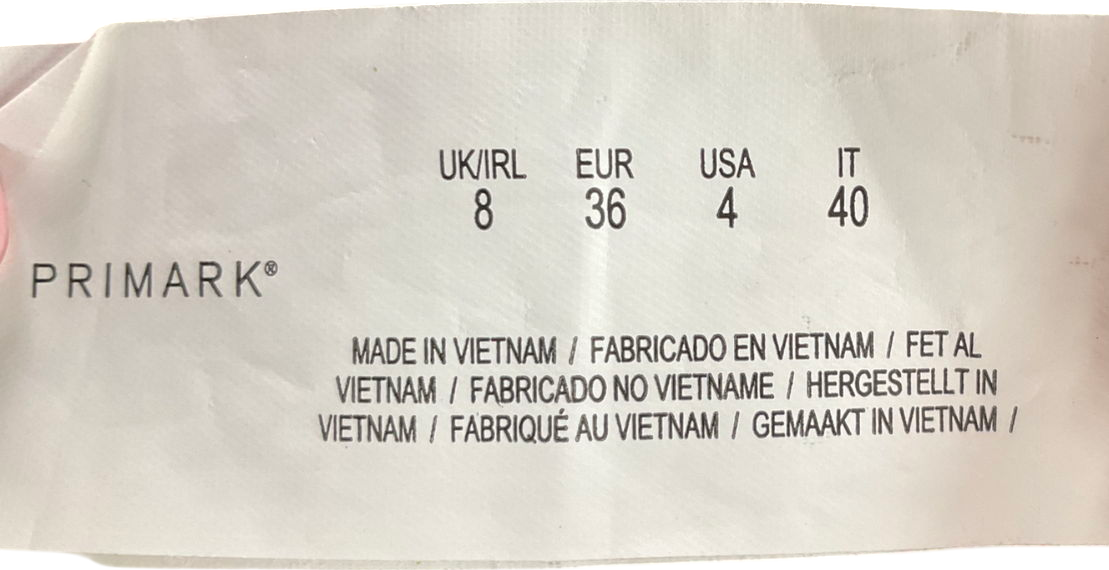 UK/IRL EUR USA IT
8 36 4 40
PRIMARK®
MADE IN VIETNAM / FABRICADO EN VIETNAM / FET AL
VIETNAM / FABRICADO NO VIETNAME / HERGESTELLT IN
VIETNAM / FABRIQUÉ AU VIETNAM / GEMAAKT IN VIETNAM /